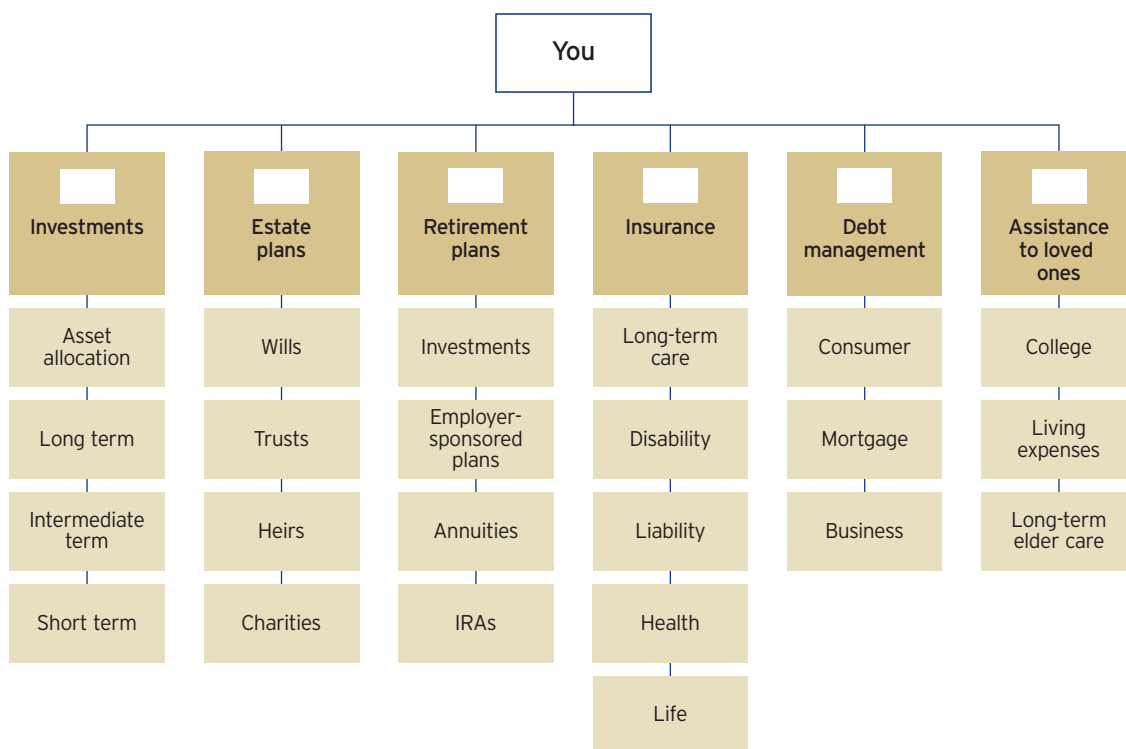 You
Investments
Asset
allocation
Long term
Intermediate
term
Short term
Estate
plans
Wills
Trusts
Heirs
Charities
Retirement
plans
Investments
Employer-
sponsored
plans
Annuities
IRAs
Insurance
Long-term
care
Disability
Liability
Health
Life
Debt
management
Consumer
Mortgage
Business
Assistance
to loved
ones
College
Living
expenses
Long-term
elder care